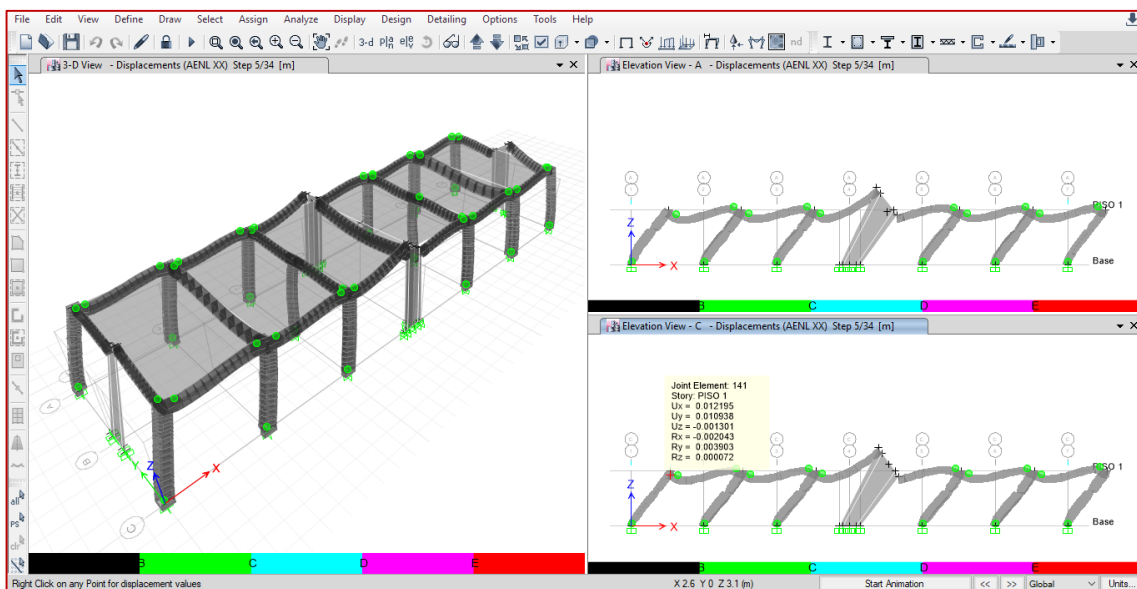 File Edit View Define Draw Select Assign Analyze Display Design Detailing Options Tools Help
3-d
nd
3-D View - Displacements (AENL XX) Step 5/34 [m]
Elevation View - A - Displacements (AENL XX) Step 5/34 [m]
PISO 1
Z
X
Base
B C D E
Elevation View - C - Displacements (AENL XX) Step 5/34 [m]
Joint Element: 141
Story: PISO 1
Ux = 0.012195
Uy = 0.010938
Uz = -0.001301
Rx = -0.002043
Ry = 0.003903
Rz = 0.000072
PISO 1
Z
X
Base
B C D E
A
B
C
X
Y
Z
all
PS
clr
B C D E
Right Click on any Point for displacement values
X 2.6 Y 0 Z 3.1 (m)
Start Animation
<< >>
Global
Units...